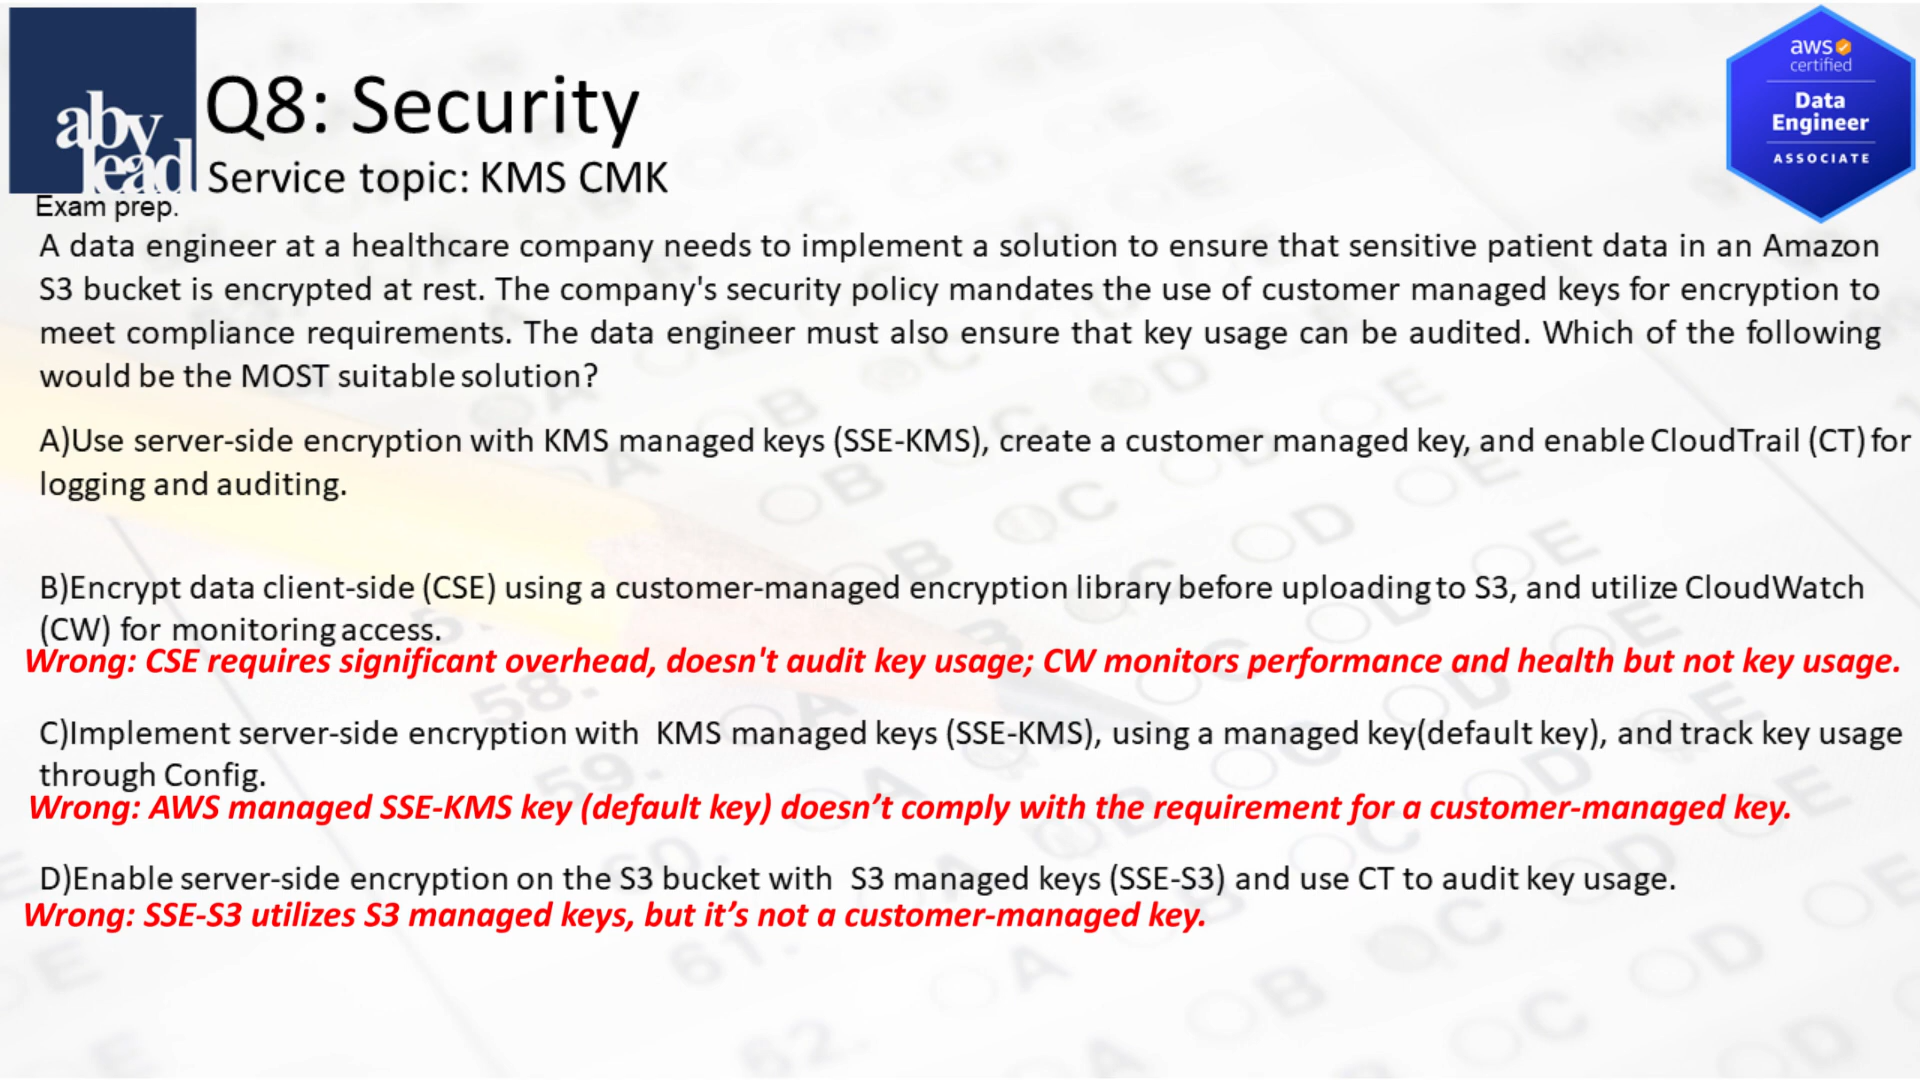 aby
lead
Q8: Security
Service topic: KMS CMK
Exam prep.
aws
certified
Data
Engineer
ASSOCIATE
A data engineer at a healthcare company needs to implement a solution to ensure that sensitive patient data in an Amazon
S3 bucket is encrypted at rest. The company's security policy mandates the use of customer managed keys for encryption to
meet compliance requirements. The data engineer must also ensure that key usage can be audited. Which of the following
would be the MOST suitable solution?
A)Use server-side encryption with KMS managed keys (SSE-KMS), create a customer managed key, and enable CloudTrail (CT) for
logging and auditing.
B)Encrypt data client-side (CSE) using a customer-managed encryption library before uploading to S3, and utilize CloudWatch
(CW) for monitoring access.
Wrong: CSE requires significant overhead, doesn't audit key usage; CW monitors performance and health but not key usage.
C)Implement server-side encryption with KMS managed keys (SSE-KMS), using a managed key(default key), and track key usage
through Config.
Wrong: AWS managed SSE-KMS key (default key) doesn’t comply with the requirement for a customer-managed key.
D)Enable server-side encryption on the S3 bucket with S3 managed keys (SSE-S3) and use CT to audit key usage.
Wrong: SSE-S3 utilizes S3 managed keys, but it’s not a customer-managed key.